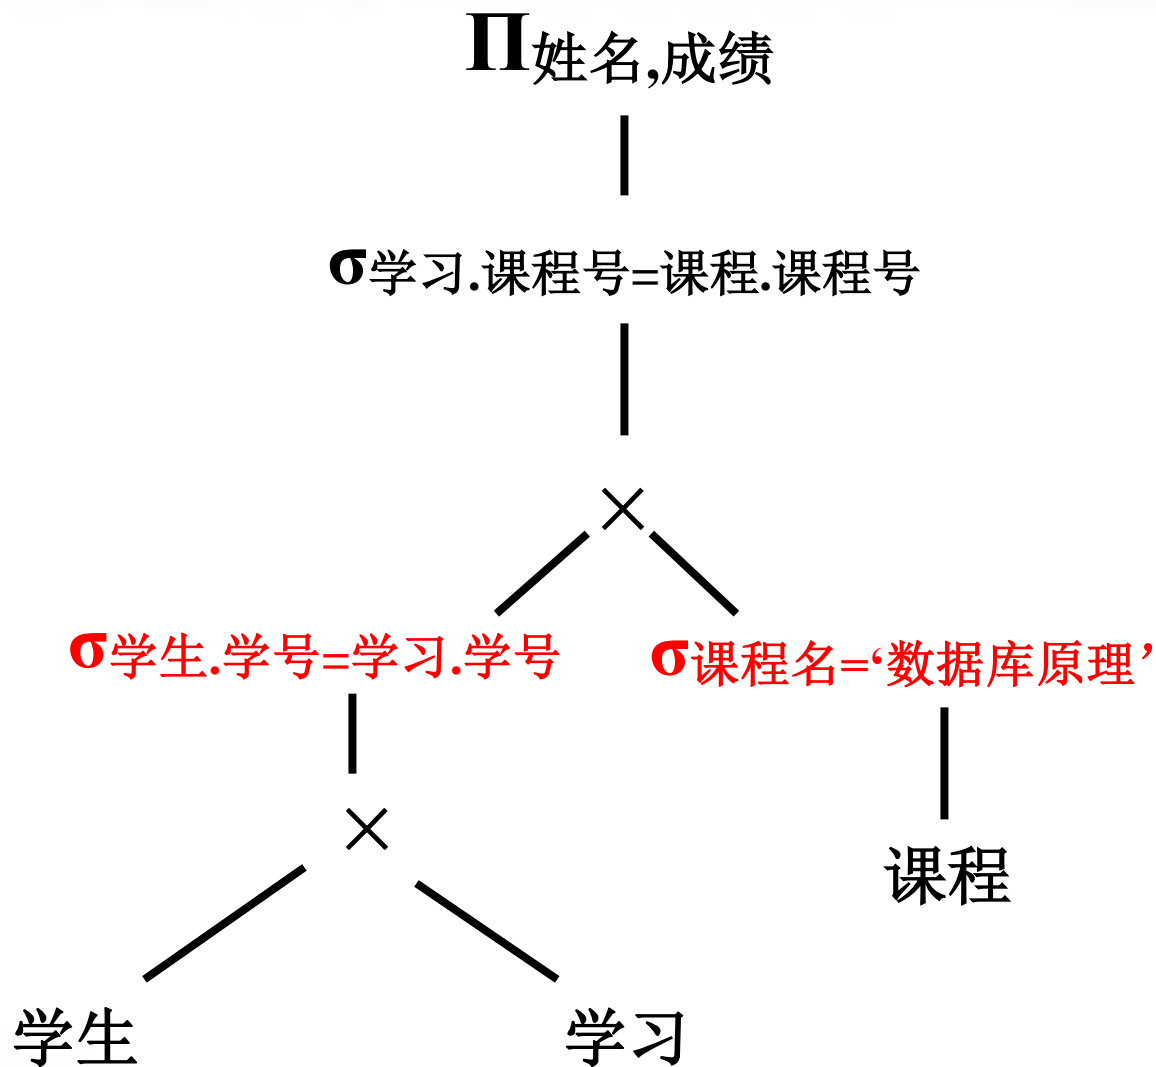 Π姓名,成绩
σ学习.课程号=课程.课程号
×
σ学生.学号=学习.学号
σ课程名=‘数据库原理’
×
课程
学生
学习